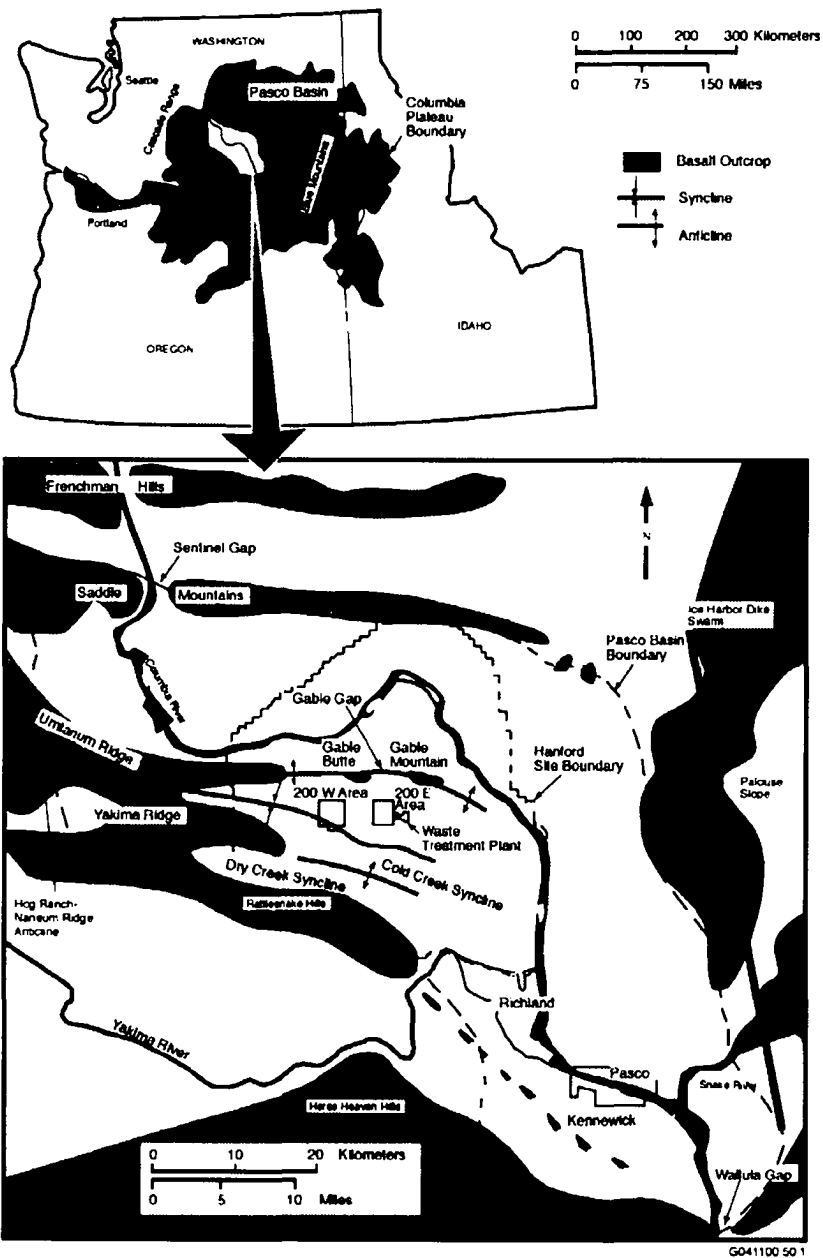 WASHINGTON
Seattle
Cascade Range
Pasco Basin
Columbia
Plateau
Boundary
Portland
OREGON
IDAHO
0 100 200 300 Kilometers
0 75 150 Miles
Basalt Outcrop
Syncline
Anticline
Frenchman Hills
Sentinel Gap
Saddle Mountains
N
Ice Harbor Dike
Swarm
Pasco Basin
Boundary
Columbia River
Gable Gap
Umtanum Ridge
Gable
Butte
Gable
Mountain
Hanford
Site Boundary
Palouse
Slope
200 W Area
200 E
Area
Yakima Ridge
Waste
Treatment Plant
Dry Creek Syncline
Cold Creek Syncline
Rattlesnake Hills
Hog Ranch-
Naneum Ridge
Anticline
Richland
Yakima River
Pasco
Snake River
Kennewick
Horse Heaven Hills
0 10 20 Kilometers
0 5 10 Miles
Wallula Gap
G041100 50 1